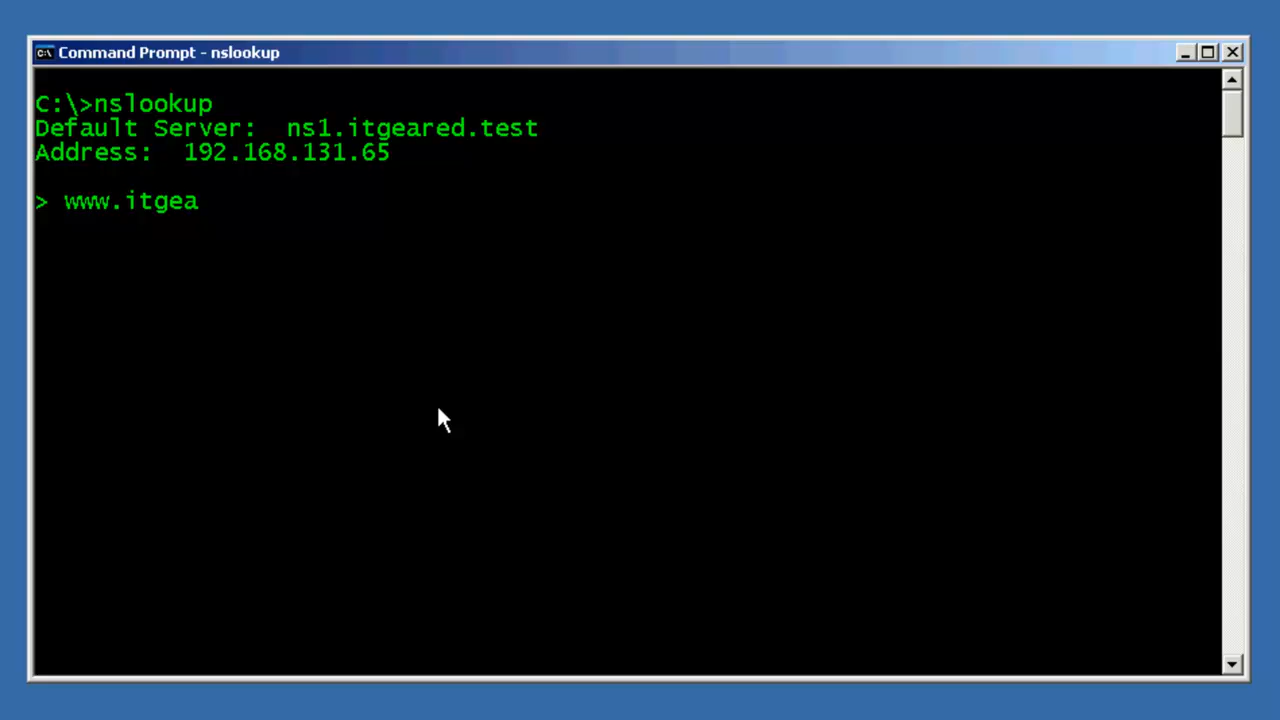 Command Prompt - nslookup
C:\>nslookup
Default Server:  ns1.itgeared.test
Address:  192.168.131.65
> www.itgea